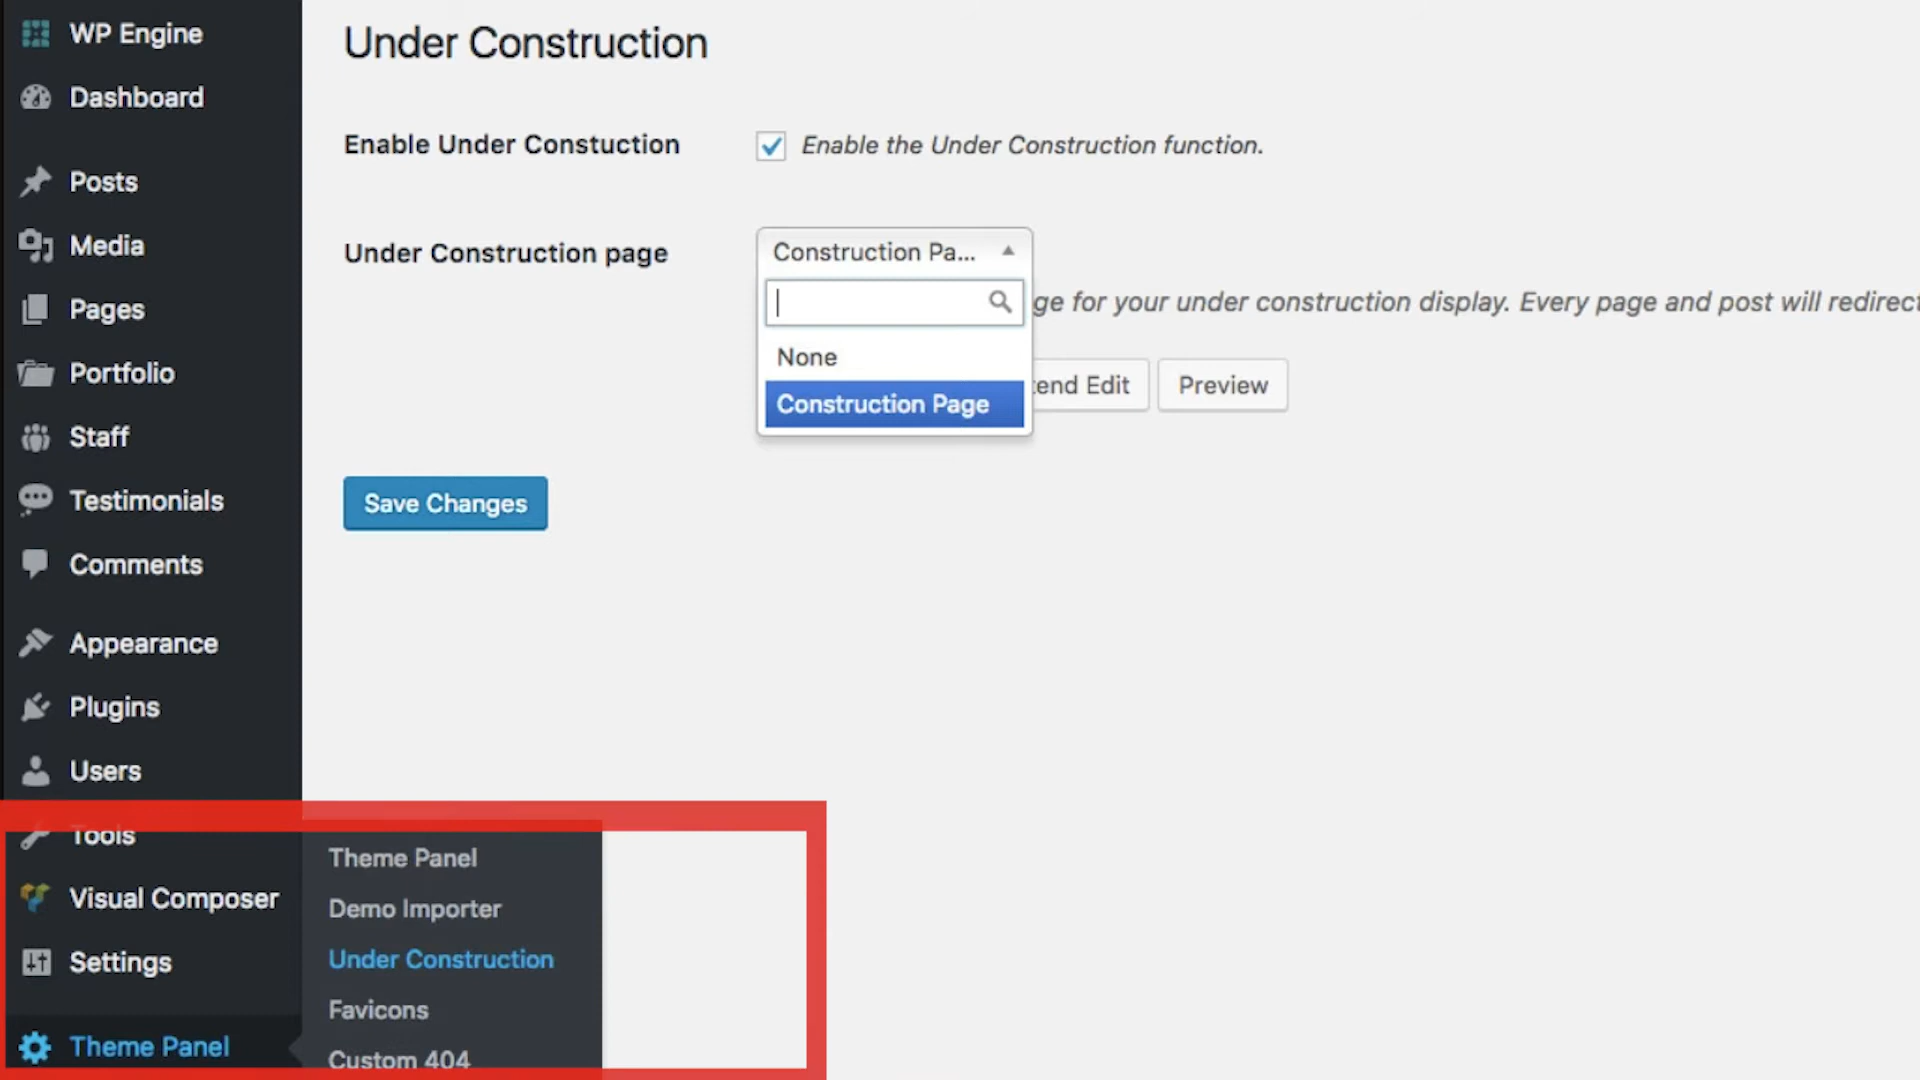 WP Engine
Dashboard
Posts
Media
Pages
Portfolio
Staff
Testimonials
Comments
Appearance
Plugins
Users
Tools
Visual Composer
Settings
Theme Panel
Theme Panel
Demo Importer
Under Construction
Favicons
Custom 404
Under Construction
Enable Under Constuction
Enable the Under Construction function.
Under Construction page
Construction Pa...
for your under construction display. Every page and post will redirect
None
Construction Page
Edit
Preview
Save Changes